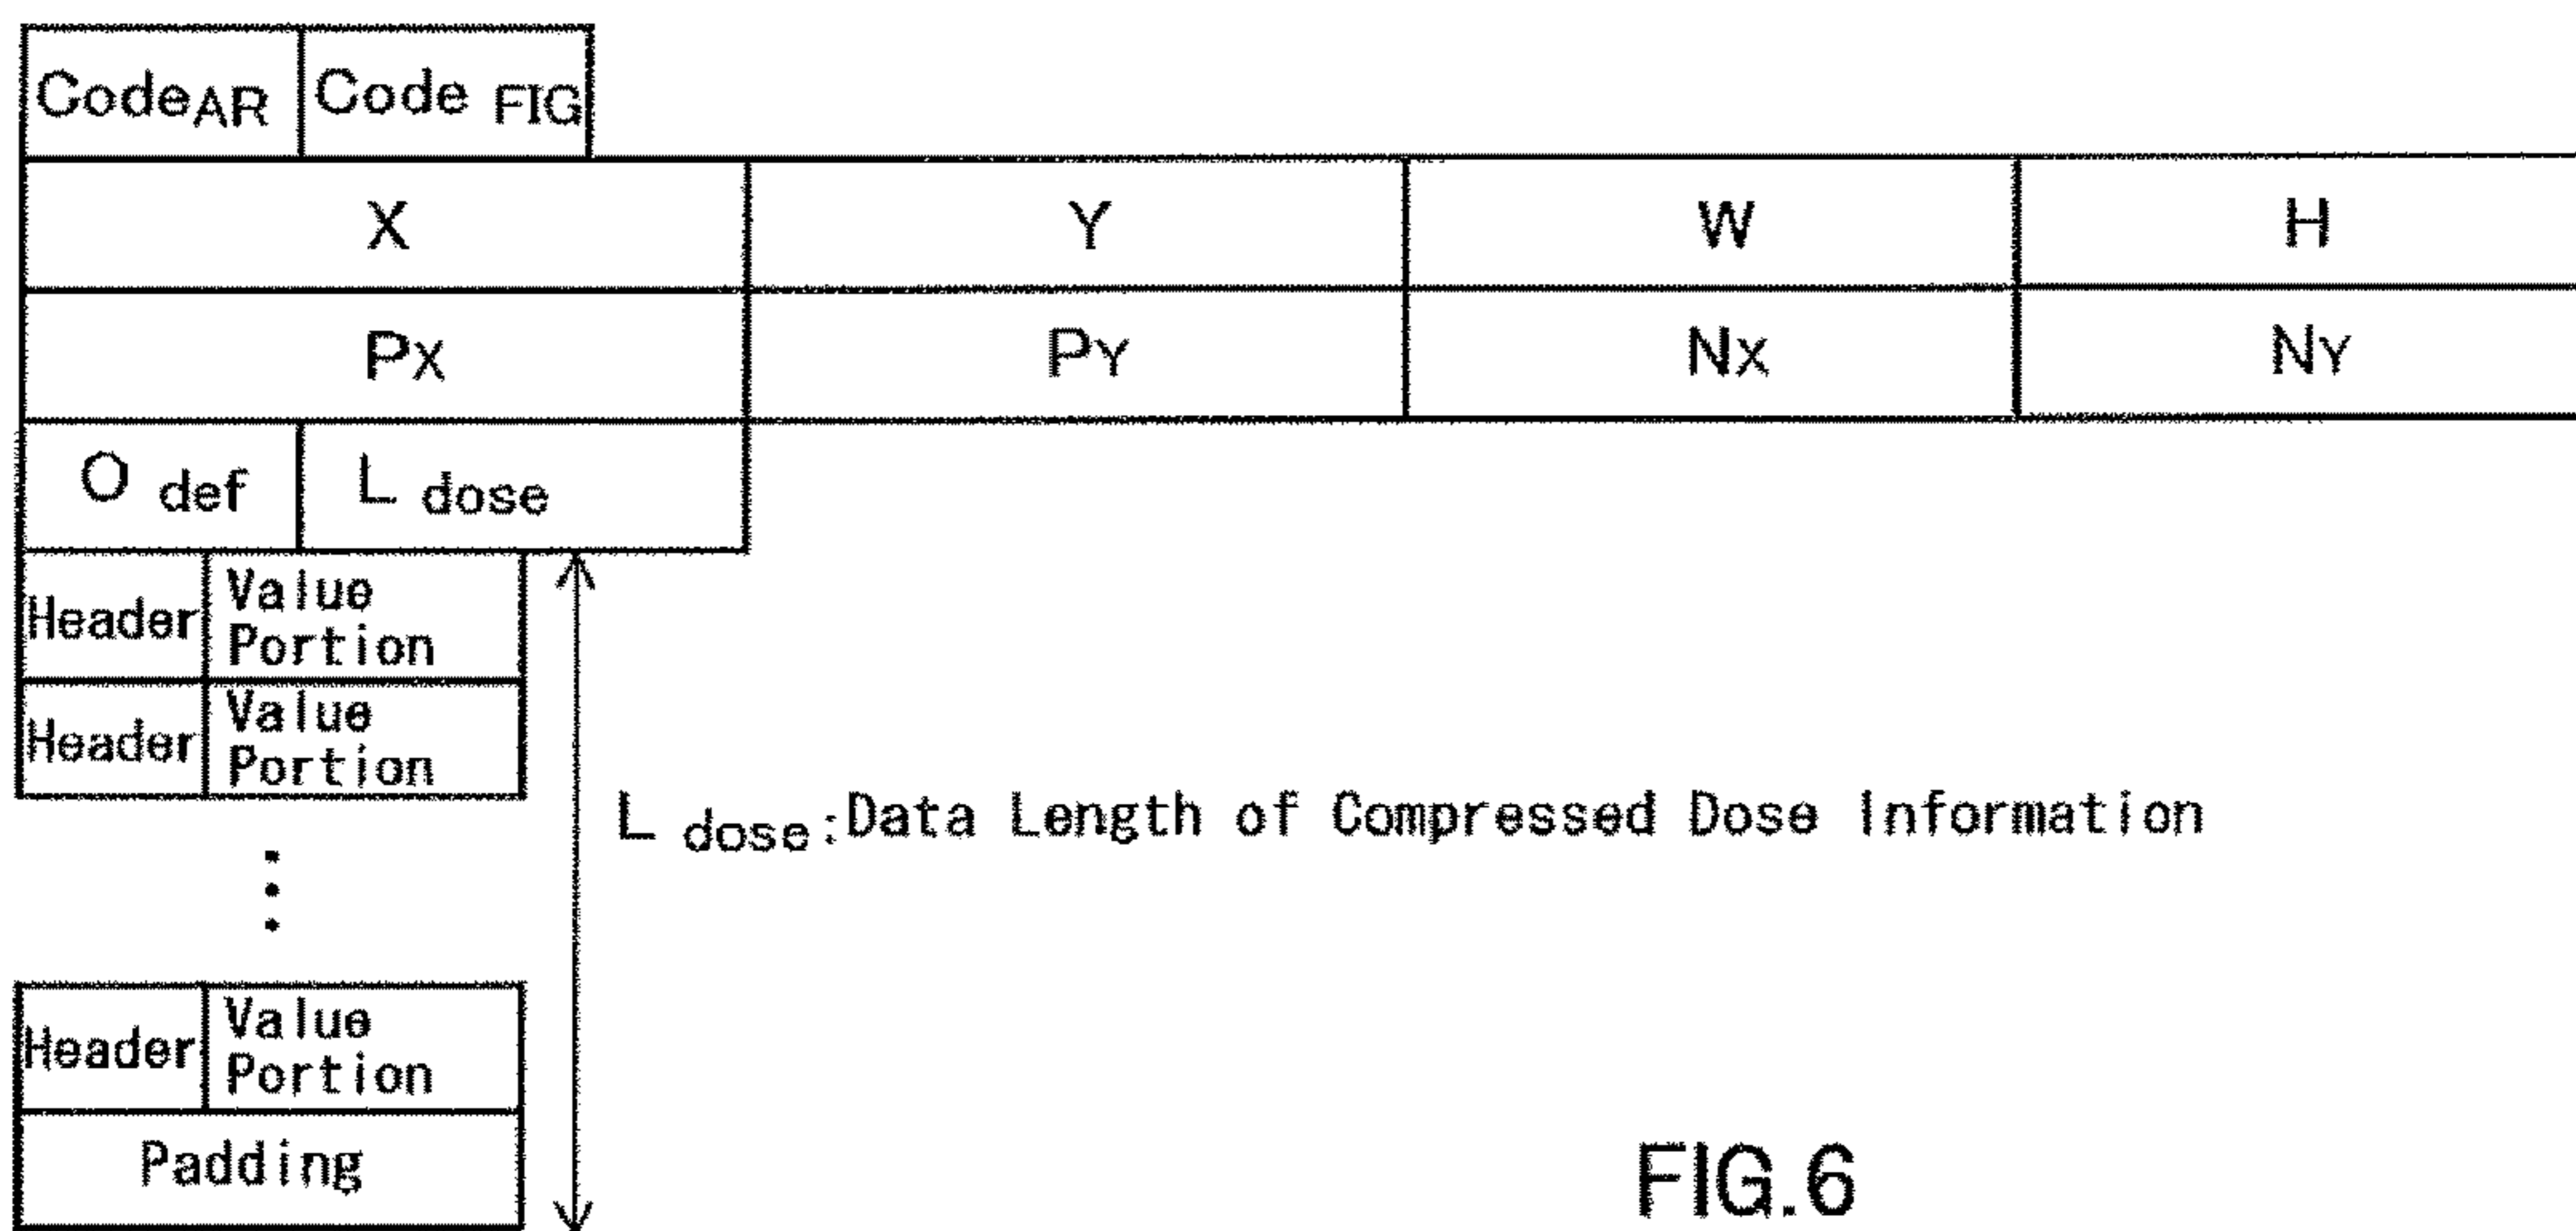 CodeAR Code FIG
X Y W H
PX PY NX NY
O def L dose
Header Value Portion
Header Value Portion
L dose:Data Length of Compressed Dose Information
Header Value Portion
Padding
FIG.6